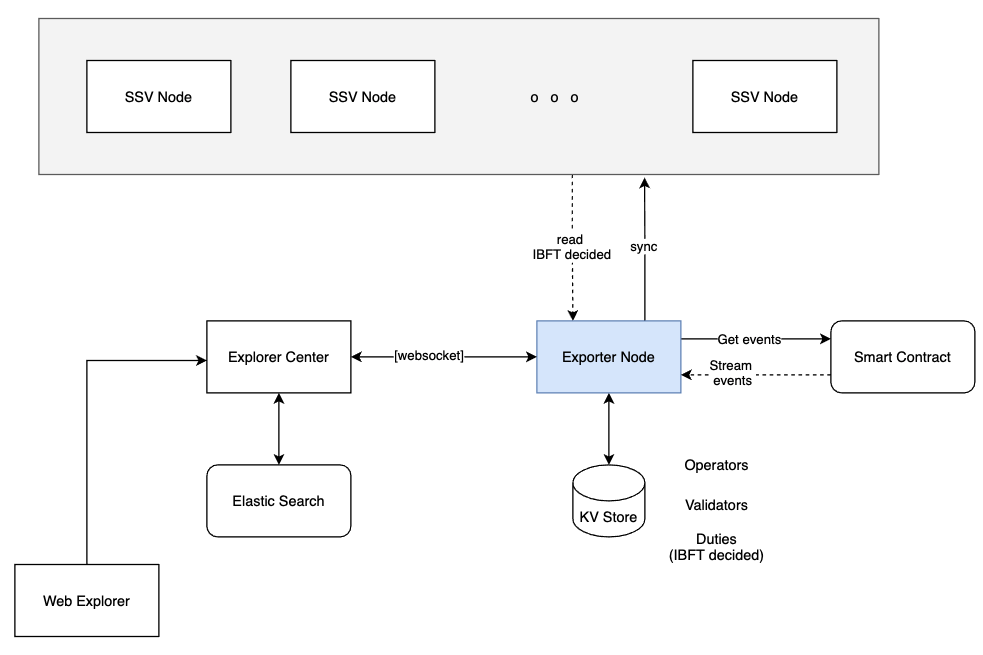 SSV Node
SSV Node
o o o
SSV Node
read
IBFT decided
sync
Explorer Center
[websocket]
Exporter Node
Get events
Stream
events
Smart Contract
Elastic Search
KV Store
Operators
Validators
Duties
(IBFT decided)
Web Explorer